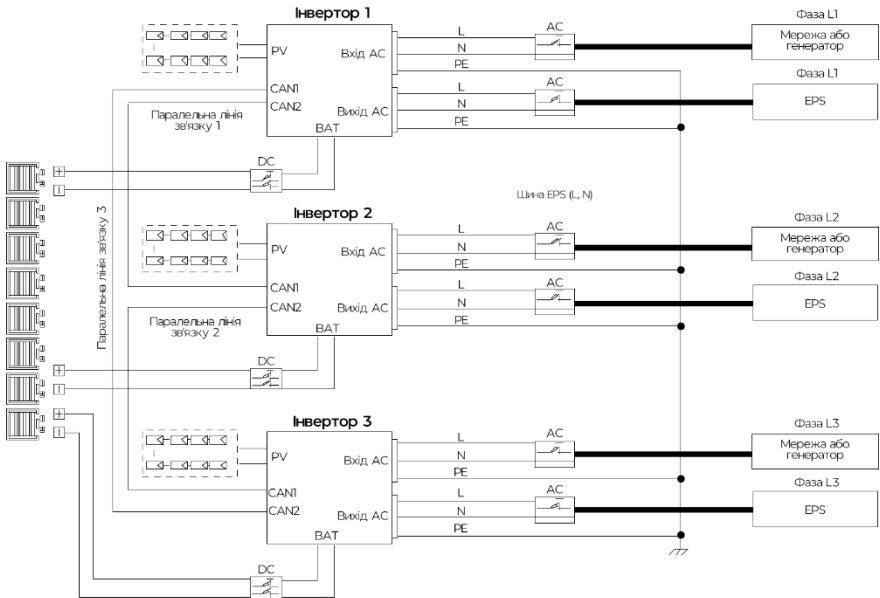 Інвертор 1
PV
CAN1
CAN2
BAT
Вхід AC
Вихід AC
L
N
PE
L
N
PE
AC
AC
Фаза L1
Мережа або
генератор
Фаза L1
EPS
Паралельна лінія
зв'язку 1
DC
+
−
Шина EPS (L, N)
Паралельна лінія зв'язку 3
Інвертор 2
PV
CAN1
CAN2
BAT
Вхід AC
Вихід AC
L
N
PE
L
N
PE
AC
AC
Фаза L2
Мережа або
генератор
Фаза L2
EPS
Паралельна лінія
зв'язку 2
DC
+
−
+
−
Інвертор 3
PV
CAN1
CAN2
BAT
Вхід AC
Вихід AC
L
N
PE
L
N
PE
AC
AC
Фаза L3
Мережа або
генератор
Фаза L3
EPS
DC